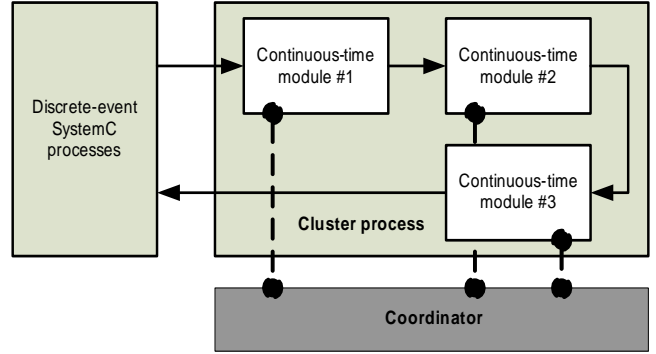 Discrete-event
SystemC
processes
Continuous-time
module #1
Continuous-time
module #2
Continuous-time
module #3
Cluster process
Coordinator